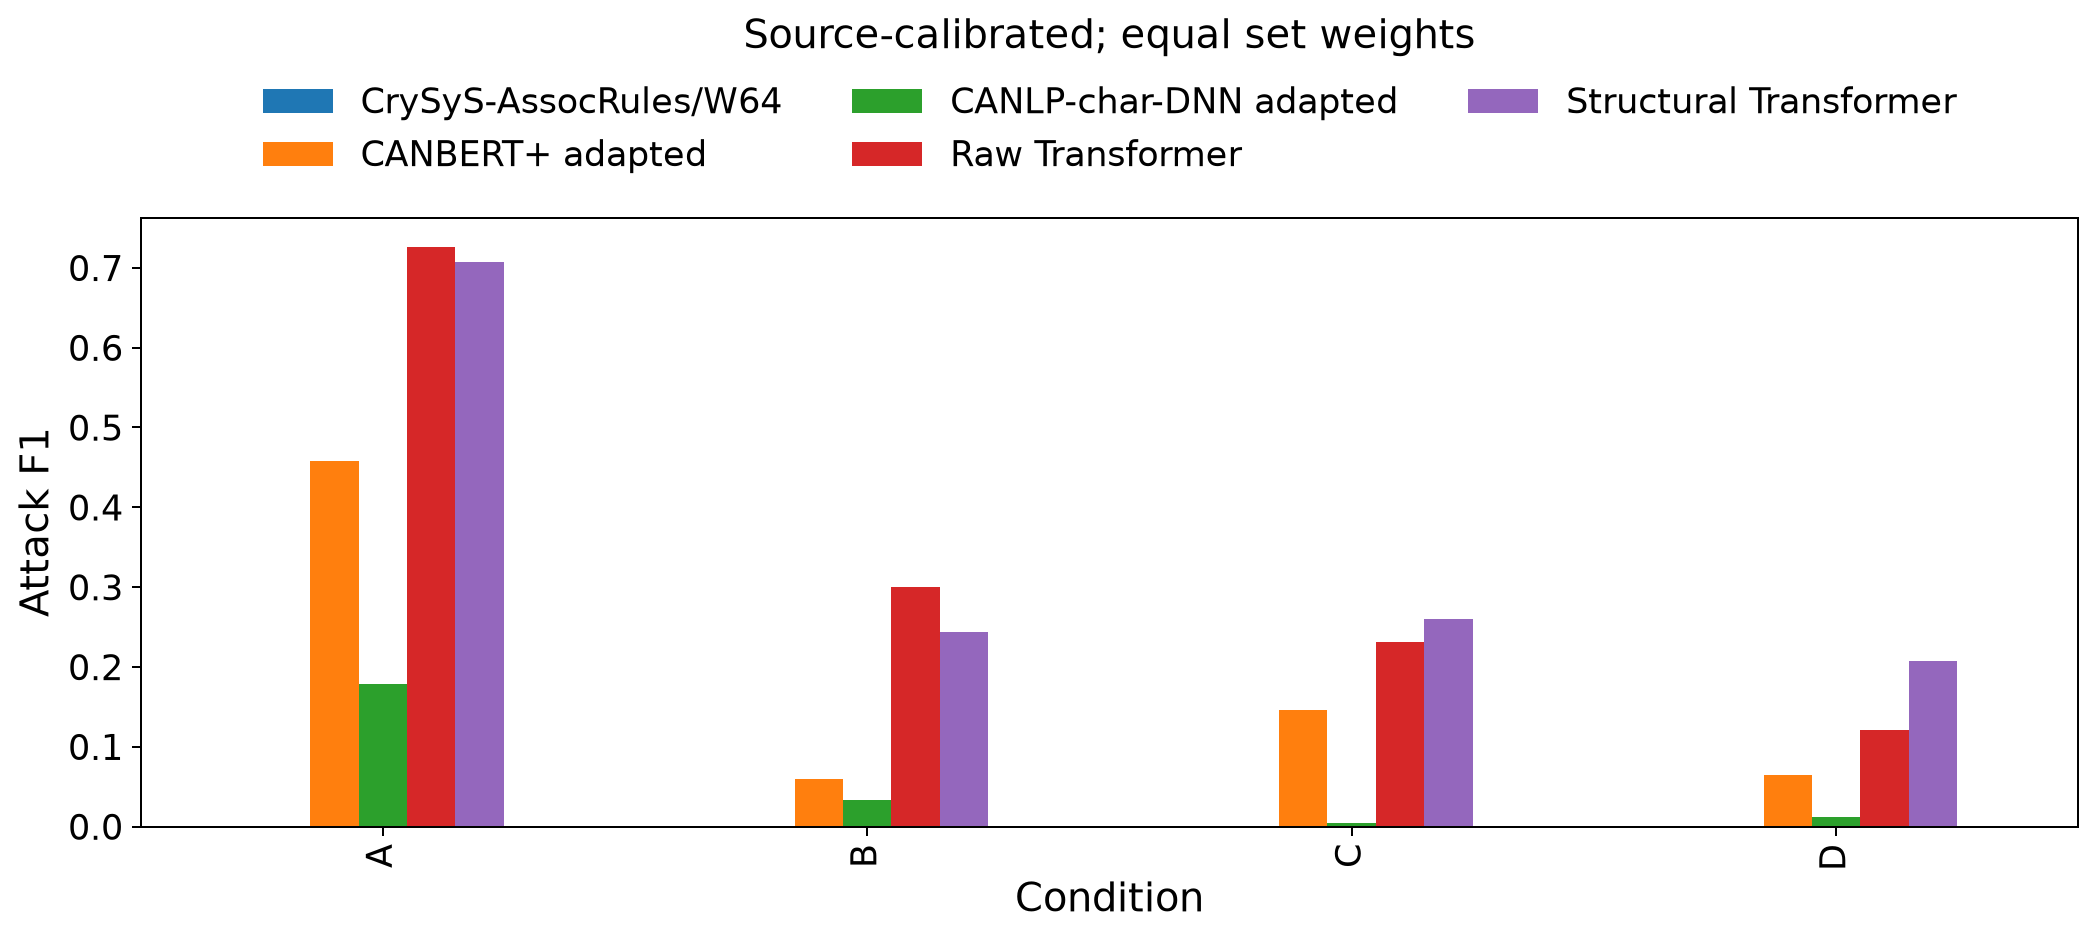 Source-calibrated; equal set weights
CrySyS-AssocRules/W64
CANBERT+ adapted
CANLP-char-DNN adapted
Raw Transformer
Structural Transformer
Attack F1
0.7
0.6
0.5
0.4
0.3
0.2
0.1
0.0
A
B
C
D
Condition